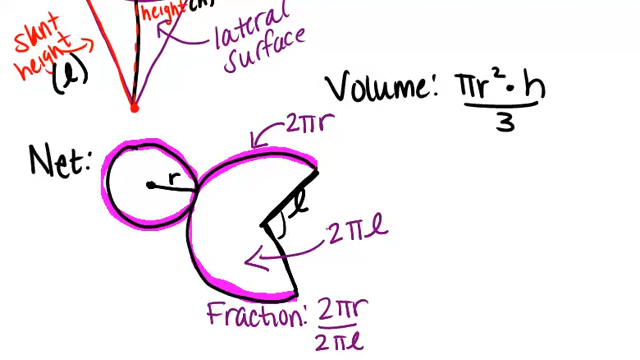 height (h)
slant height (l)
lateral surface
Volume: πr² · h / 3
2πr
Net:
r
l
2πl
Fraction: 2πr / 2πl